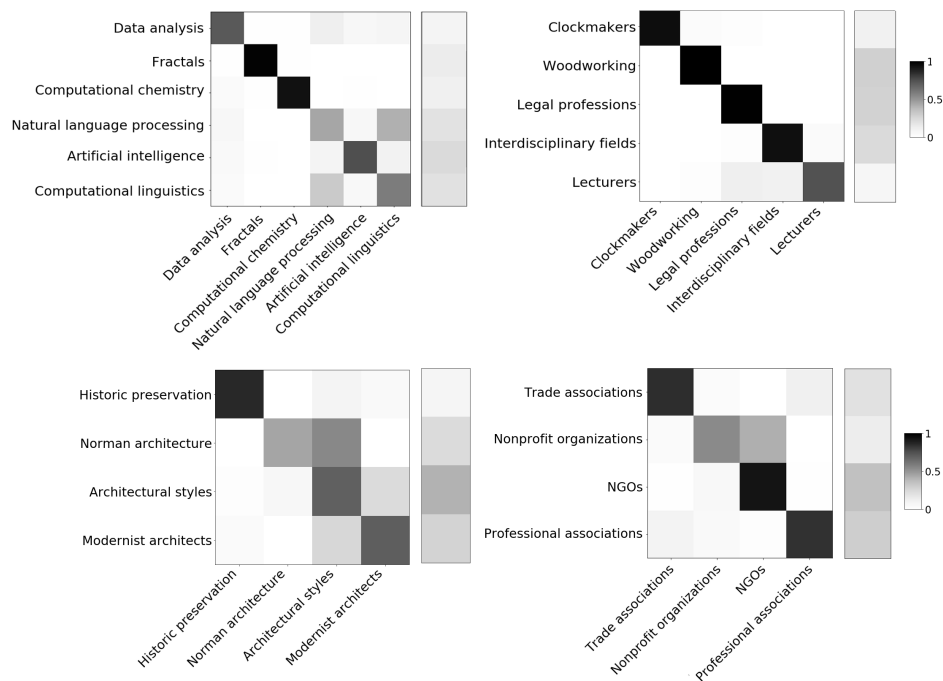 Data analysis
Fractals
Computational chemistry
Natural language processing
Artificial intelligence
Computational linguistics
Data analysis
Fractals
Computational chemistry
Natural language processing
Artificial intelligence
Computational linguistics
Clockmakers
Woodworking
Legal professions
Interdisciplinary fields
Lecturers
Clockmakers
Woodworking
Legal professions
Interdisciplinary fields
Lecturers
1
0.5
0
Historic preservation
Norman architecture
Architectural styles
Modernist architects
Historic preservation
Norman architecture
Architectural styles
Modernist architects
Trade associations
Nonprofit organizations
NGOs
Professional associations
Trade associations
Nonprofit organizations
NGOs
Professional associations
1
0.5
0